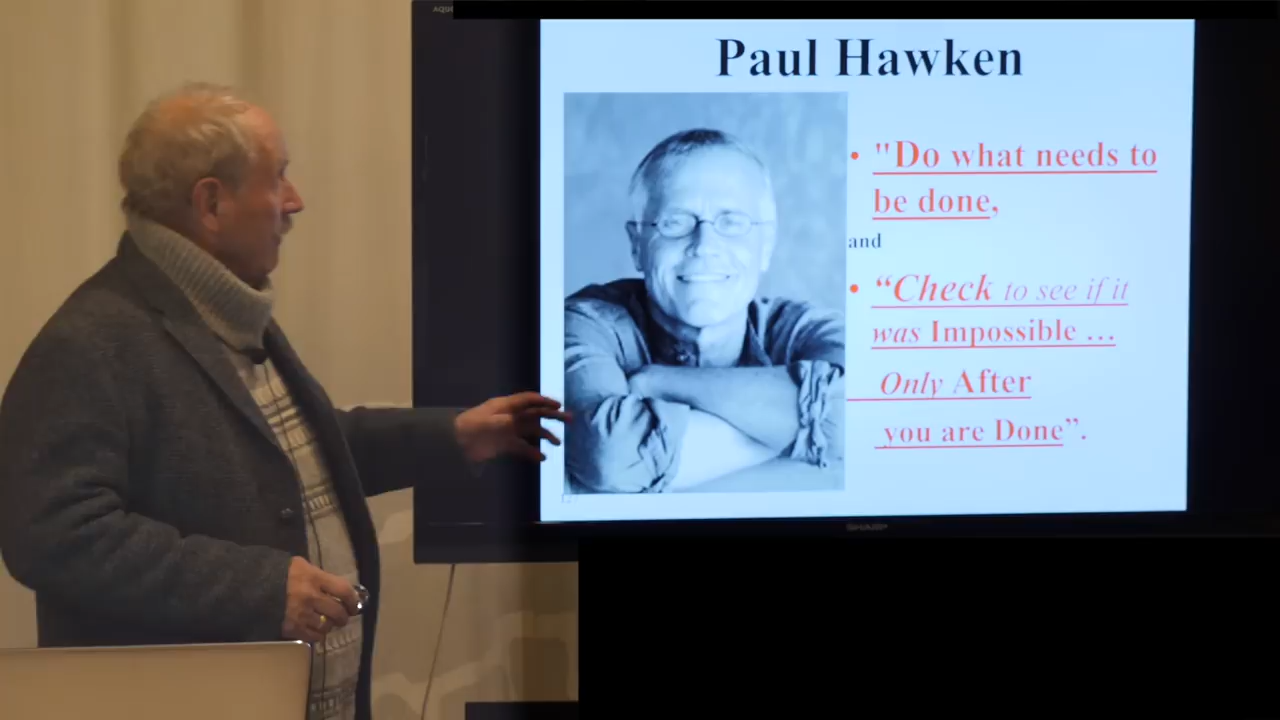 Paul Hawken
• "Do what needs to
be done,
and
• “Check to see if it
was Impossible …
Only After
you are Done”.
SHARP